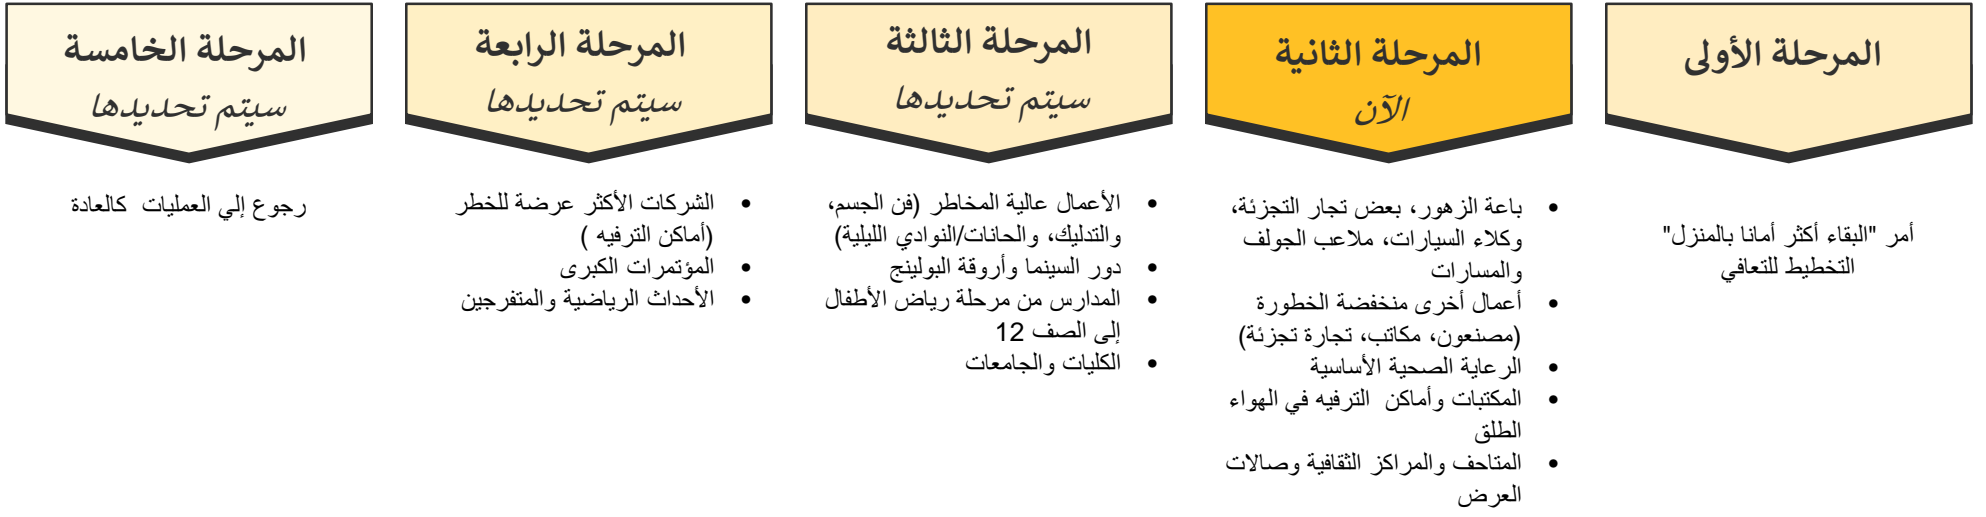 المرحلة الأولى
أمر "البقاء أكثر أمانا بالمنزل"
التخطيط للتعافي
المرحلة الثانية
الآن
• باعة الزهور، بعض تجار التجزئة،
وكلاء السيارات، ملاعب الجولف
والمسارات
• أعمال أخرى منخفضة الخطورة
(مصنعون، مكاتب، تجارة تجزئة)
• الرعاية الصحية الأساسية
• المكتبات وأماكن الترفيه في الهواء
الطلق
• المتاحف والمراكز الثقافية وصالات
العرض
المرحلة الثالثة
سيتم تحديدها
• الأعمال عالية المخاطر (فن الجسم،
والتدليك، والحانات/النوادي الليلية)
• دور السينما وأروقة البولينج
• المدارس من مرحلة رياض الأطفال
إلى الصف 12
• الكليات والجامعات
المرحلة الرابعة
سيتم تحديدها
• الشركات الأكثر عرضة للخطر
(أماكن الترفيه )
• المؤتمرات الكبرى
• الأحداث الرياضية والمتفرجين
المرحلة الخامسة
سيتم تحديدها
رجوع إلي العمليات كالعادة